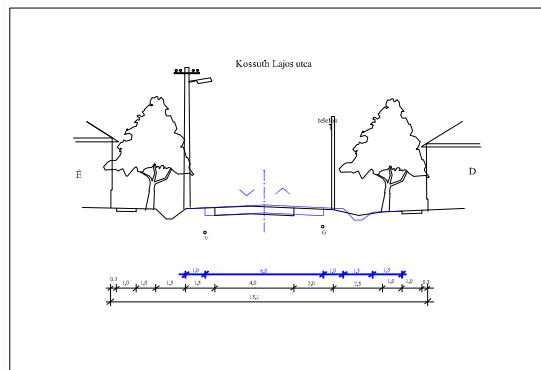 Kossuth Lajos utca
telefon
T
É
D
V
G
1,0 6,0 1,0 1,5 1,5
0,3 1,0 1,0 1,5 1,5 4,0 2,0 2,5 1,0 1,0 0,3
15,1